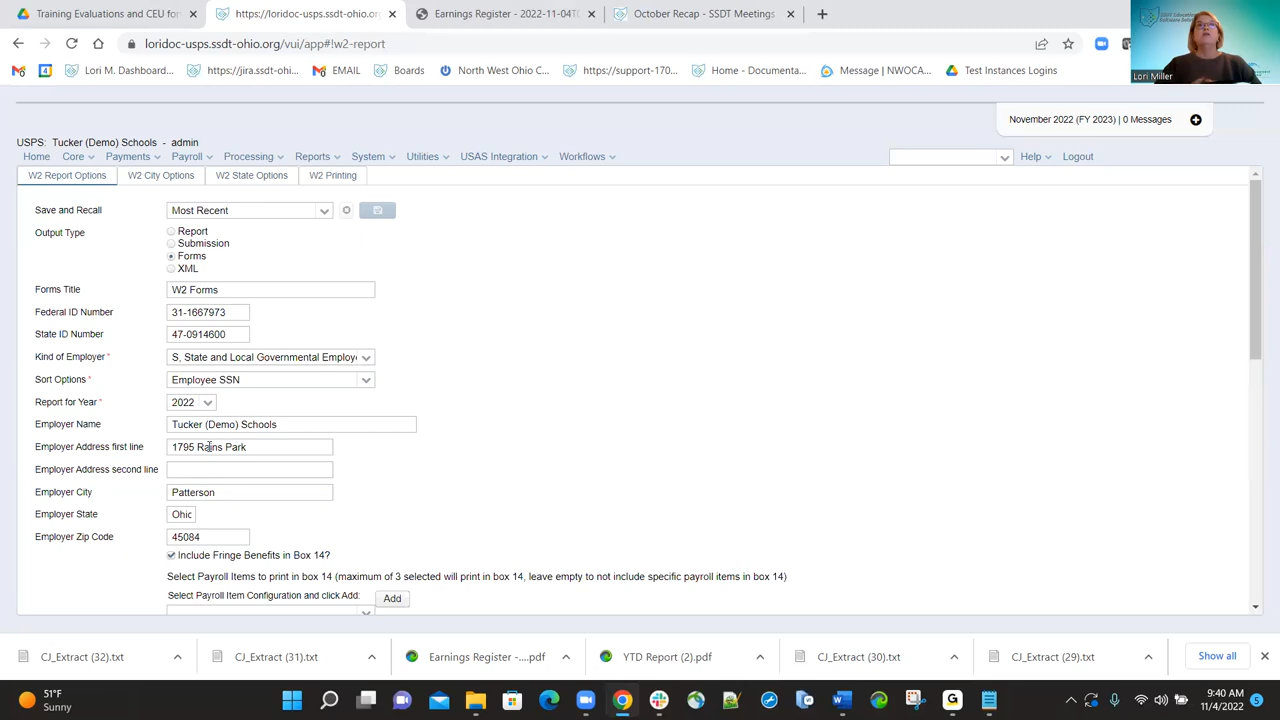 Training Evaluations and CEU for
https://loridoc-usps.ssdt-ohio.org/
Earnings Register - 2022-11-04T0
October Recap - SSDT Meetings
loridoc-usps.ssdt-ohio.org/vui/app#!w2-report
Lori M. Dashboard...
https://jira.ssdt-ohi...
EMAIL
Boards
North West Ohio C...
https://support-170...
Home - Documenta...
Message | NWOCA...
Test Instances Logins
Lori Miller
November 2022 (FY 2023) | 0 Messages
USPS: Tucker (Demo) Schools - admin
Home Core Payments Payroll Processing Reports System Utilities USAS Integration Workflows Help Logout
W2 Report Options W2 City Options W2 State Options W2 Printing
Save and Recall Most Recent
Output Type Report
Submission
Forms
XML
Forms Title W2 Forms
Federal ID Number 31-1667973
State ID Number 47-0914600
Kind of Employer* S, State and Local Governmental Employ
Sort Options* Employee SSN
Report for Year* 2022
Employer Name Tucker (Demo) Schools
Employer Address first line 1795 Rains Park
Employer Address second line
Employer City Patterson
Employer State Ohic
Employer Zip Code 45084
Include Fringe Benefits in Box 14?
Select Payroll Items to print in box 14 (maximum of 3 selected will print in box 14, leave empty to not include specific payroll items in box 14)
Select Payroll Item Configuration and click Add: Add
CJ_Extract (32).txt
CJ_Extract (31).txt
Earnings Register -....pdf
YTD Report (2).pdf
CJ_Extract (30).txt
CJ_Extract (29).txt
Show all
51°F
Sunny
9:40 AM
11/4/2022
5